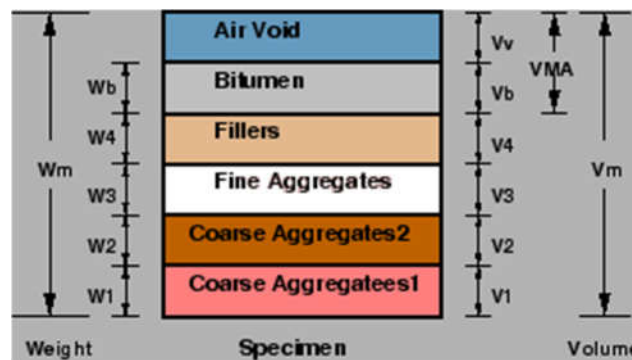 Air Void
Vv
VMA
Wb
Bitumen
Vb
W4
Fillers
V4
Wm
Vm
W3
Fine Aggregates
V3
W2
Coarse Aggregates2
V2
W1
Coarse Aggregatees1
V1
Weight
Specimen
Volume